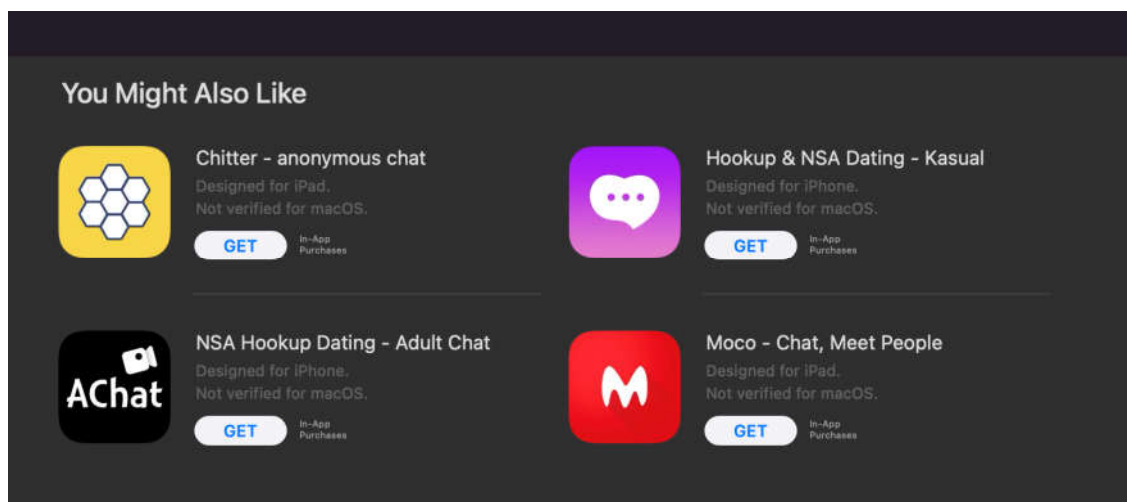 You Might Also Like
Chitter - anonymous chat
Designed for iPad.
Not verified for macOS.
GET
In-App
Purchases
Hookup & NSA Dating - Kasual
Designed for iPhone.
Not verified for macOS.
GET
In-App
Purchases
AChat
NSA Hookup Dating - Adult Chat
Designed for iPhone.
Not verified for macOS.
GET
In-App
Purchases
M
Moco - Chat, Meet People
Designed for iPad.
Not verified for macOS.
GET
In-App
Purchases